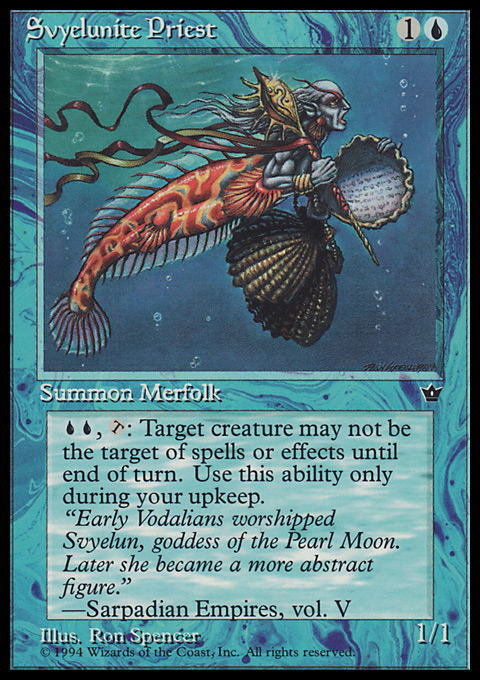 Svyelunite Priest 1
Summon Merfolk
: Target creature may not be
the target of spells or effects until
end of turn. Use this ability only
during your upkeep.
“Early Vodalians worshipped
Svyelun, goddess of the Pearl Moon.
Later she became a more abstract
figure.”
—Sarpadian Empires, vol. V
Illus. Ron Spencer 1/1
© 1994 Wizards of the Coast, Inc. All rights reserved.